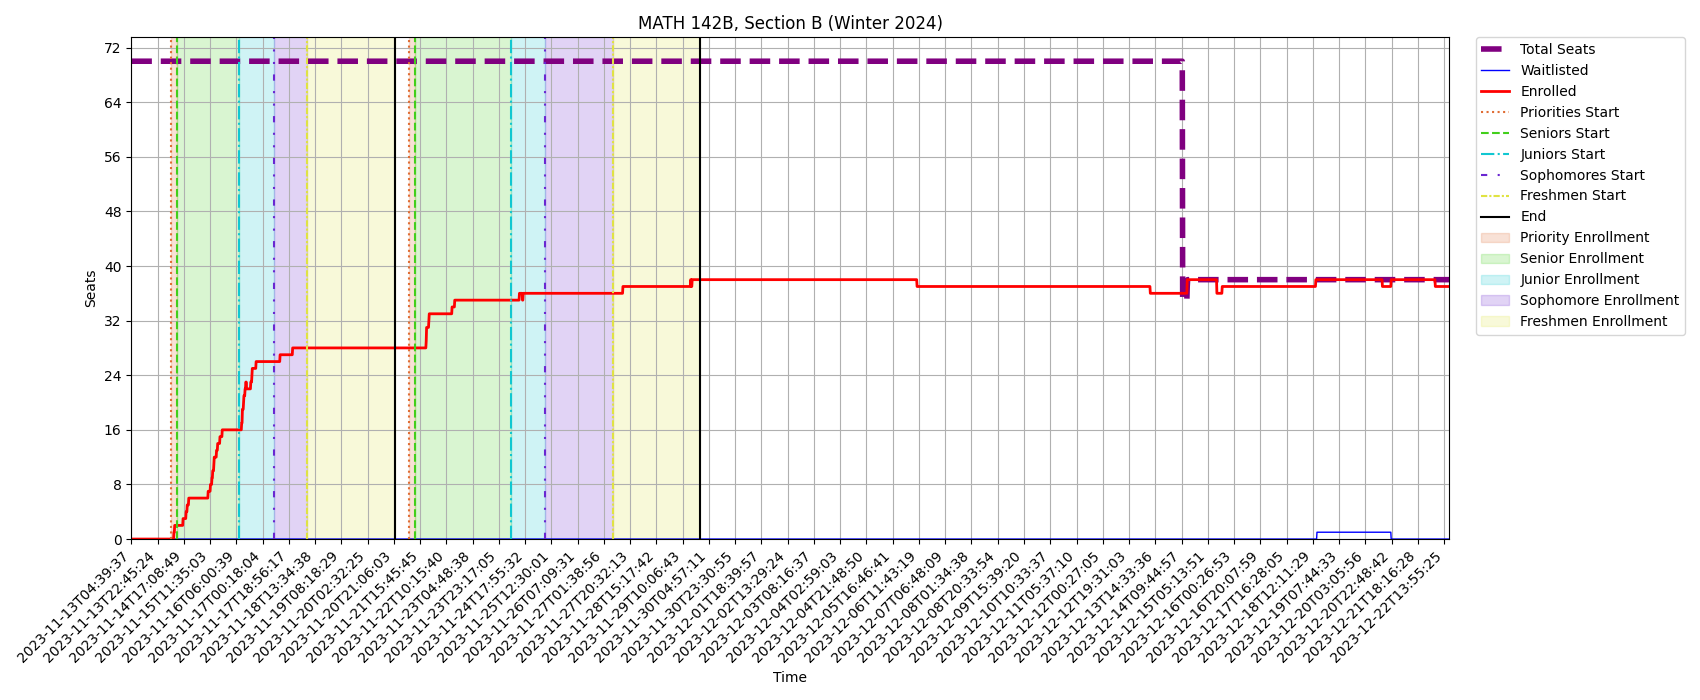 MATH 142B, Section B (Winter 2024)
Seats
72
64
56
48
40
32
24
16
8
0
2023-11-13T04:39:37
2023-11-13T22:45:24
2023-11-14T17:08:49
2023-11-15T11:35:03
2023-11-16T06:00:39
2023-11-17T00:18:04
2023-11-17T18:56:17
2023-11-18T13:34:38
2023-11-19T08:18:29
2023-11-20T02:32:25
2023-11-20T21:06:03
2023-11-21T15:45:45
2023-11-22T10:15:40
2023-11-23T04:48:38
2023-11-23T23:17:05
2023-11-24T17:55:32
2023-11-25T12:30:01
2023-11-26T07:09:31
2023-11-27T01:38:56
2023-11-27T20:32:13
2023-11-28T15:17:42
2023-11-29T10:06:43
2023-11-30T04:57:11
2023-11-30T23:30:55
2023-12-01T18:39:57
2023-12-02T13:29:24
2023-12-03T08:16:37
2023-12-04T02:59:03
2023-12-04T21:48:50
2023-12-05T16:46:41
2023-12-06T11:43:19
2023-12-07T06:48:09
2023-12-08T01:34:38
2023-12-08T20:33:54
2023-12-09T15:39:20
2023-12-10T10:33:37
2023-12-11T05:37:10
2023-12-12T00:27:05
2023-12-12T19:31:03
2023-12-13T14:33:36
2023-12-14T09:44:57
2023-12-15T05:13:51
2023-12-16T00:26:53
2023-12-16T20:07:59
2023-12-17T16:28:05
2023-12-18T12:11:29
2023-12-19T07:44:33
2023-12-20T03:05:56
2023-12-20T22:48:42
2023-12-21T18:16:28
2023-12-22T13:55:25
Time
Total Seats
Waitlisted
Enrolled
Priorities Start
Seniors Start
Juniors Start
Sophomores Start
Freshmen Start
End
Priority Enrollment
Senior Enrollment
Junior Enrollment
Sophomore Enrollment
Freshmen Enrollment